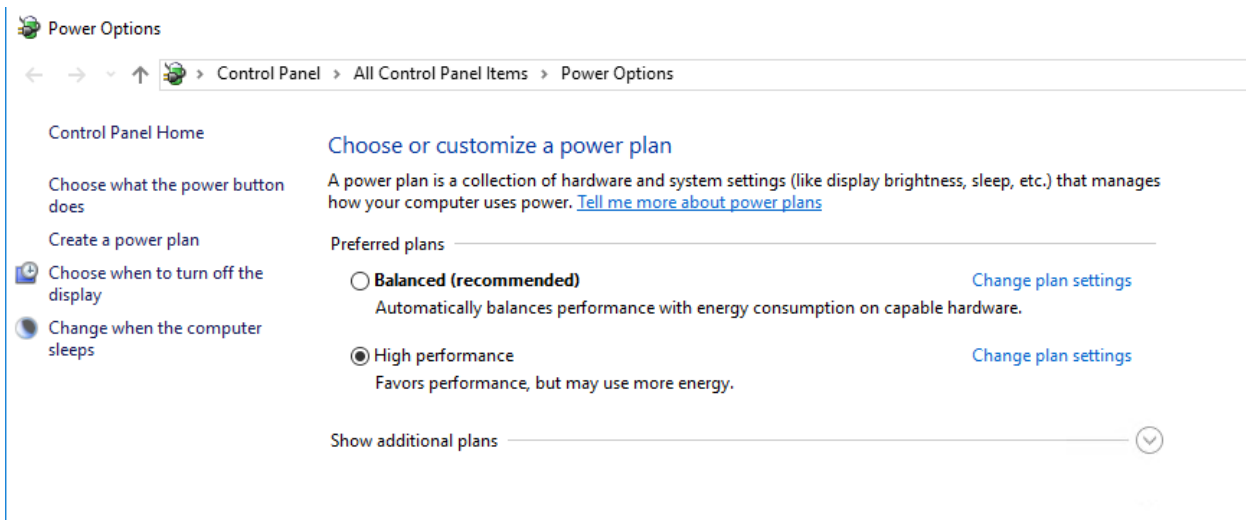 Power Options
Control Panel > All Control Panel Items > Power Options
Control Panel Home
Choose what the power button
does
Create a power plan
Choose when to turn off the
display
Change when the computer
sleeps
Choose or customize a power plan
A power plan is a collection of hardware and system settings (like display brightness, sleep, etc.) that manages
how your computer uses power. Tell me more about power plans
Preferred plans
Balanced (recommended)
Change plan settings
Automatically balances performance with energy consumption on capable hardware.
High performance
Change plan settings
Favors performance, but may use more energy.
Show additional plans